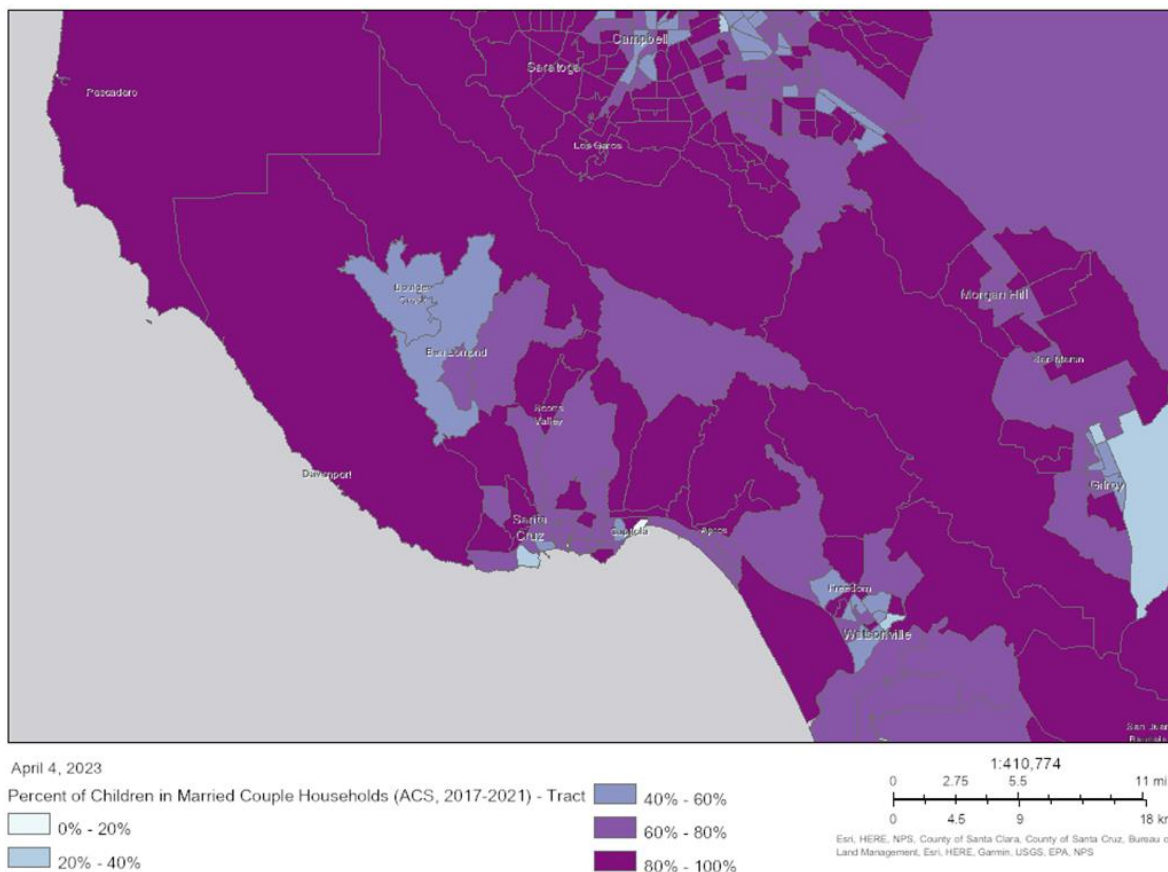 Campbell
Saratoga
Pescadero
Los Gatos
Morgan Hill
Boulder
Creek
Ben Lomond
San Martin
Scotts
Valley
Davenport
Gilroy
Santa
Cruz
Capitola
Aptos
Freedom
Watsonville
San Juan
April 4, 2023
Percent of Children in Married Couple Households (ACS, 2017-2021) - Tract
0% - 20%
20% - 40%
40% - 60%
60% - 80%
80% - 100%
1:410,774
0 2.75 5.5 11 mi
0 4.5 9 18 km
Esri, HERE, NPS, County of Santa Clara, County of Santa Cruz, Bureau o
Land Management, Esri, HERE, Garmin, USGS, EPA, NPS